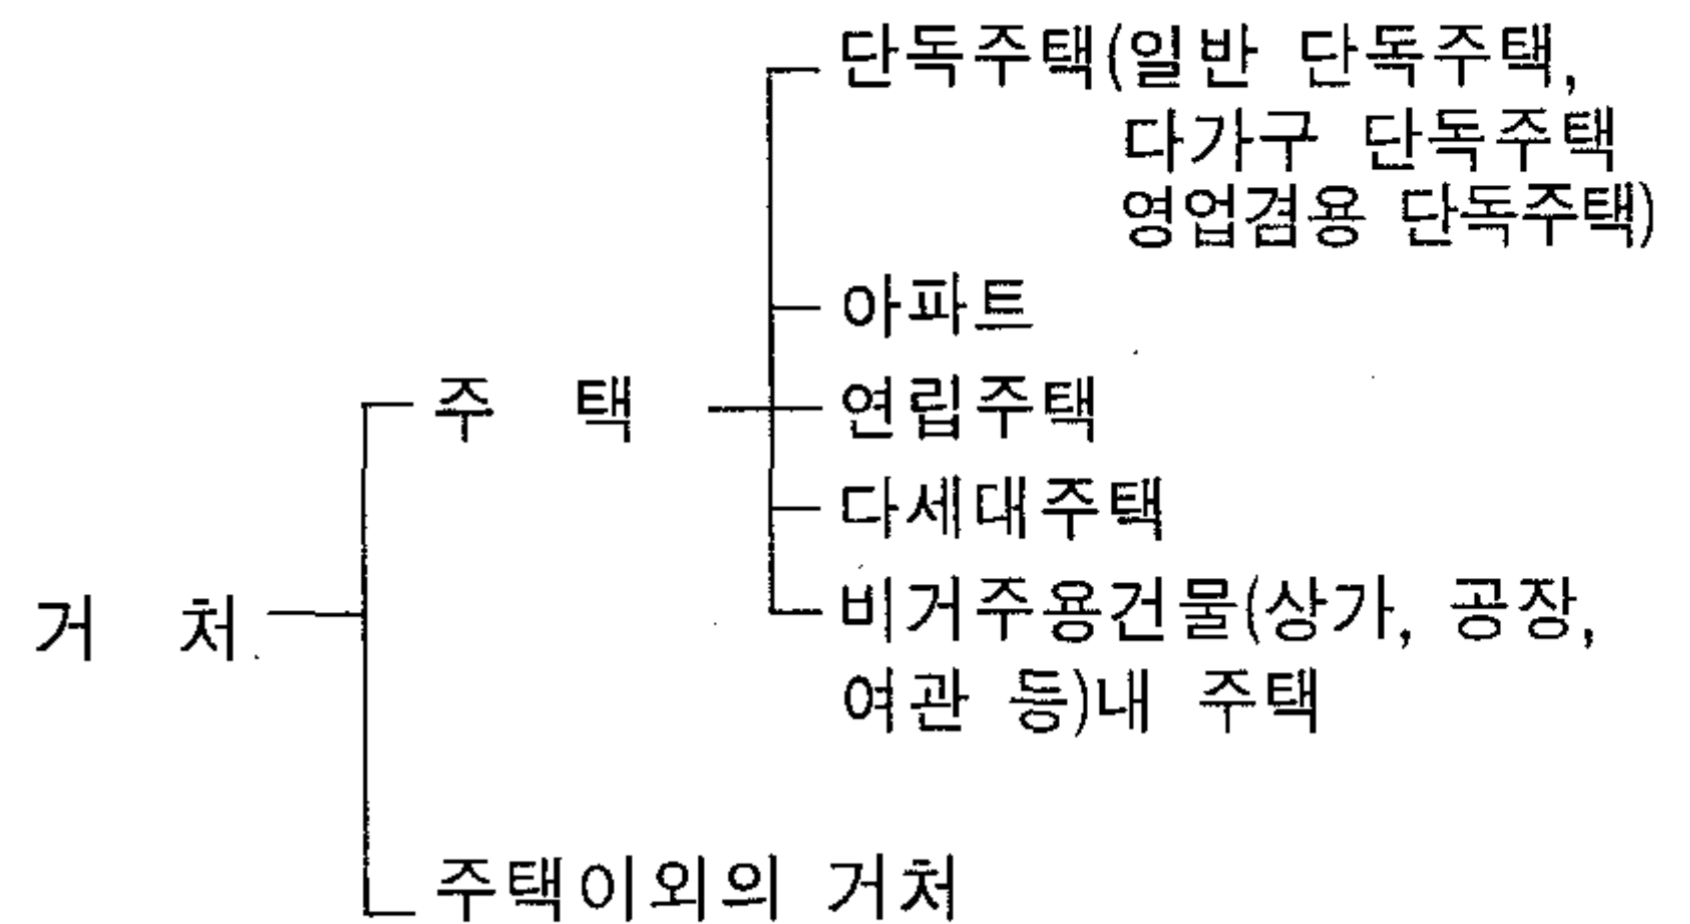 단독주택(일반 단독주택,
다가구 단독주택
영업겸용 단독주택)
아파트
주 택
연립주택
다세대주택
거 처
비거주용건물(상가, 공장,
여관 등)내 주택
주택이외의 거처